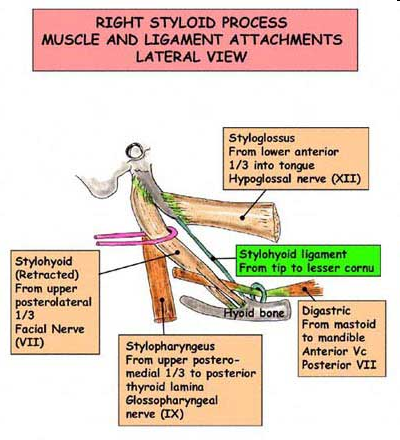 RIGHT STYLOID PROCESS
MUSCLE AND LIGAMENT ATTACHMENTS
LATERAL VIEW
Styloglossus
From lower anterior
1/3 into tongue
Hypoglossal nerve (XII)
Stylohyoid ligament
From tip to lesser cornu
Stylohyoid
(Retracted)
From upper
posterolateral
1/3
Facial Nerve
(VII)
Hyoid bone
Digastric
From mastoid
to mandible
Anterior Vc
Posterior VII
Stylopharyngeus
From upper postero-
medial 1/3 to posterior
thyroid lamina
Glossopharyngeal
nerve (IX)